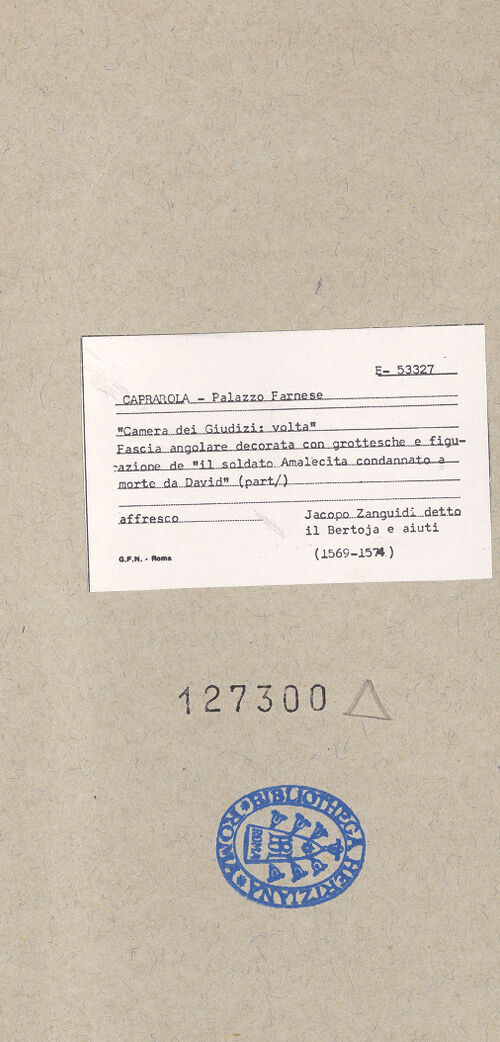 E- 53327
CAPRAROLA - Palazzo Farnese
"Camera dei Giudizi: volta"
Fascia angolare decorata con grottesche e figu-
razione de "il soldato Amalecita condannato a
morte da David" (part/)
affresco
Jacopo Zanguidi detto
il Bertoja e aiuti
(1569-1574)
G.F.N. - Roma
127300
BIBLIOTHECA HERTZIANA ROMA
ROMA